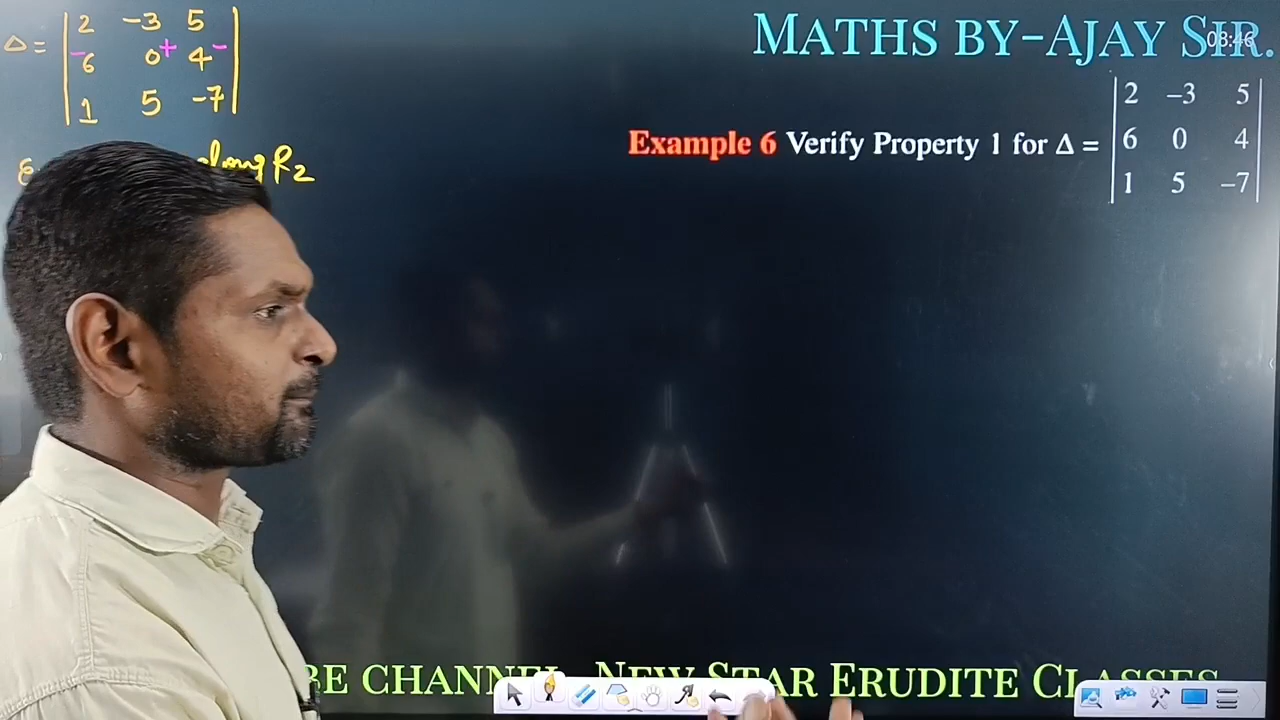 MATHS BY-AJAY SIR.
08:46
Δ = | 2 -3 5 |
| -6 0+ 4- |
| 1 5 -7 |
along R2
Example 6 Verify Property 1 for Δ = | 2 –3 5 |
| 6 0 4 |
| 1 5 –7 |
BE CHANNEL NEW STAR ERUDITE CLASSES